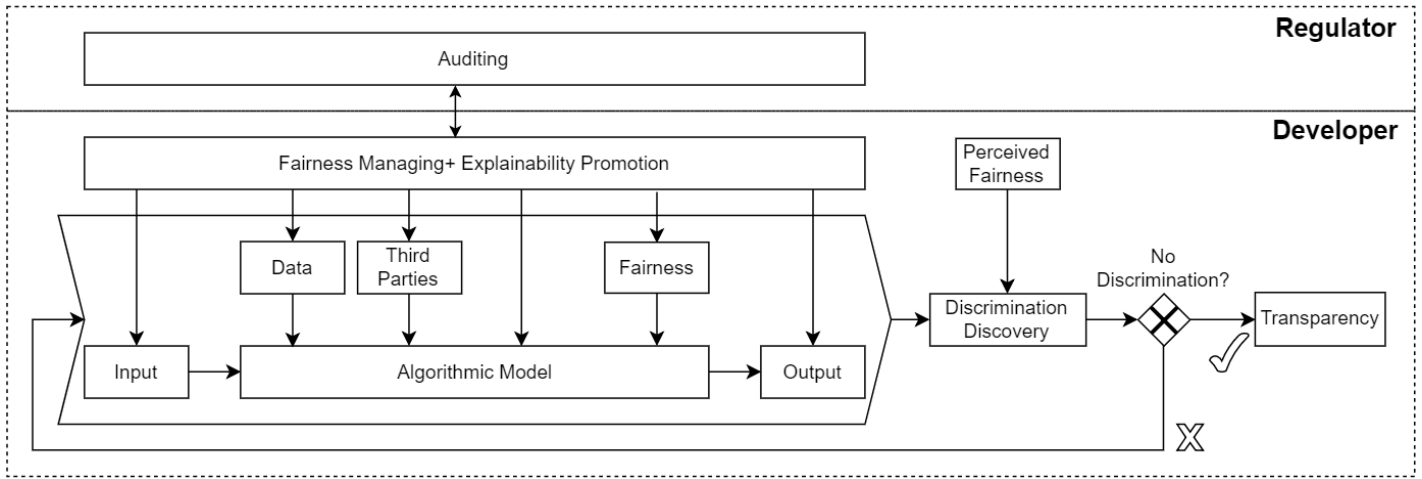 Regulator
Auditing
Developer
Fairness Managing+ Explainability Promotion
Perceived
Fairness
Data
Third
Parties
Fairness
No
Discrimination?
Discrimination
Discovery
Transparency
Input
Algorithmic Model
Output
X